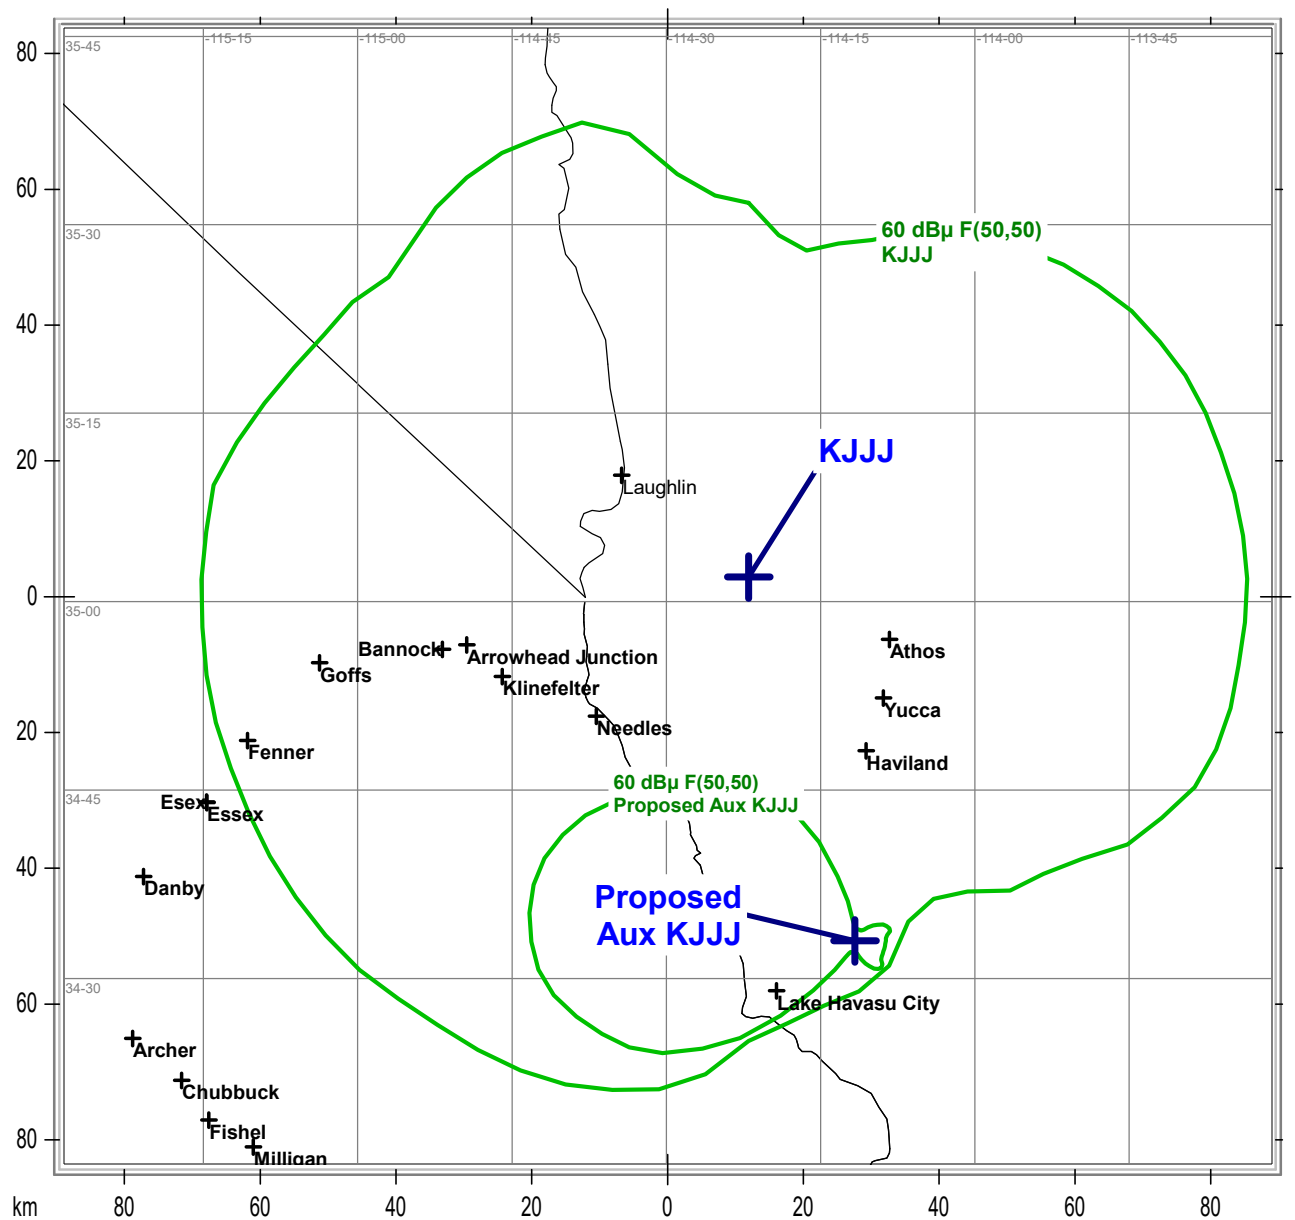 80
35-45
-115-15
-115-00
-114-45
-114-30
-114-15
-114-00
-113-45
60
35-30
60 dBµ F(50,50)
KJJJ
40
35-15
20
KJJJ
Laughlin
0
35-00
Bannock
Arrowhead Junction
Athos
Goffs
Klinefelter
Yucca
20
Needles
Fenner
Haviland
34-45
60 dBµ F(50,50)
Proposed Aux KJJJ
Esex
Essex
40
Danby
Proposed
Aux KJJJ
34-30
60
Lake Havasu City
Archer
Chubbuck
80
Fishel
Milligan
km
80
60
40
20
0
20
40
60
80